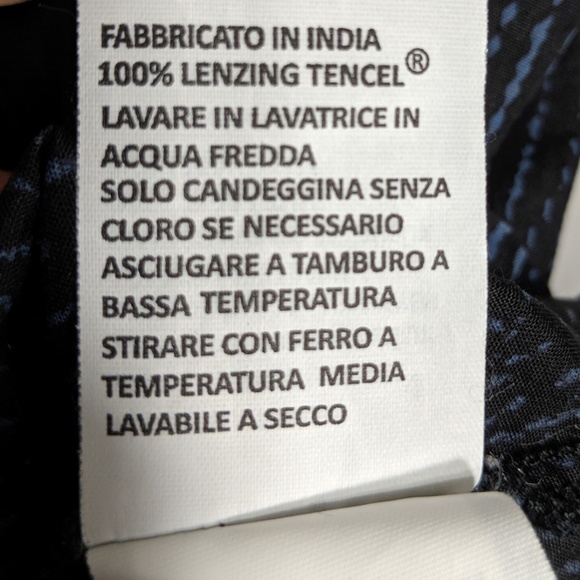 FABBRICATO IN INDIA
100% LENZING TENCEL®
LAVARE IN LAVATRICE IN
ACQUA FREDDA
SOLO CANDEGGINA SENZA
CLORO SE NECESSARIO
ASCIUGARE A TAMBURO A
BASSA TEMPERATURA
STIRARE CON FERRO A
TEMPERATURA MEDIA
LAVABILE A SECCO